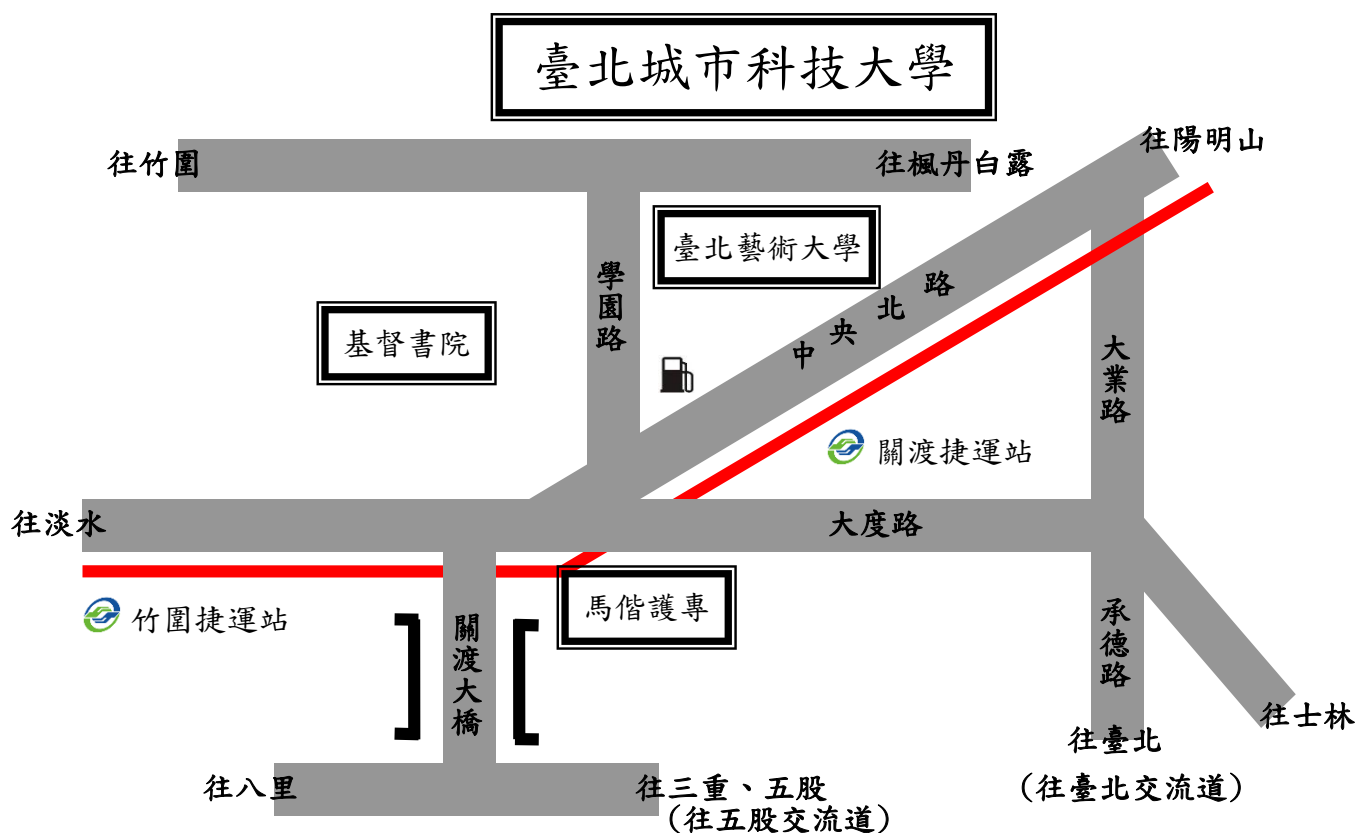 臺北城市科技大學
往陽明山
往竹圍
往楓丹白露
臺北藝術大學
學園路
中央北路
基督書院
大業路
關渡捷運站
往淡水
大度路
馬偕護專
竹圍捷運站
關渡大橋
承德路
往士林
往臺北
(往臺北交流道)
往八里
往三重、五股
(往五股交流道)